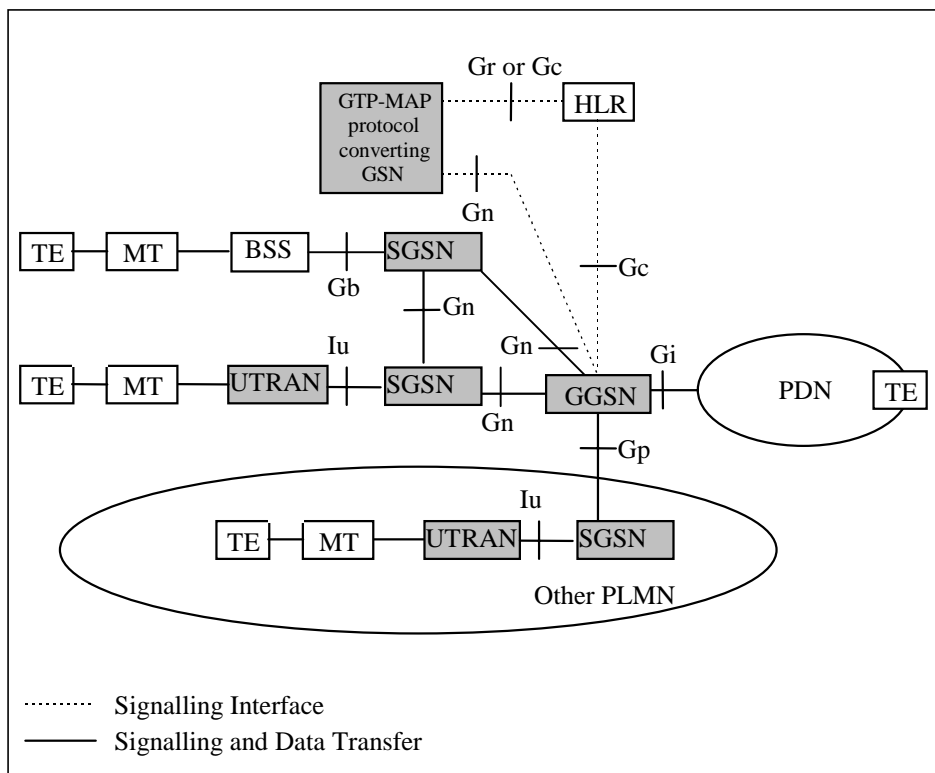 Gr or Gc
GTP-MAP
protocol
converting
GSN
HLR
Gn
TE
MT
BSS
SGSN
Gb
Gn
Gc
Gn
Iu
Gi
TE
MT
UTRAN
SGSN
GGSN
PDN
TE
Gn
Gp
Iu
TE
MT
UTRAN
SGSN
Other PLMN
Signalling Interface
Signalling and Data Transfer